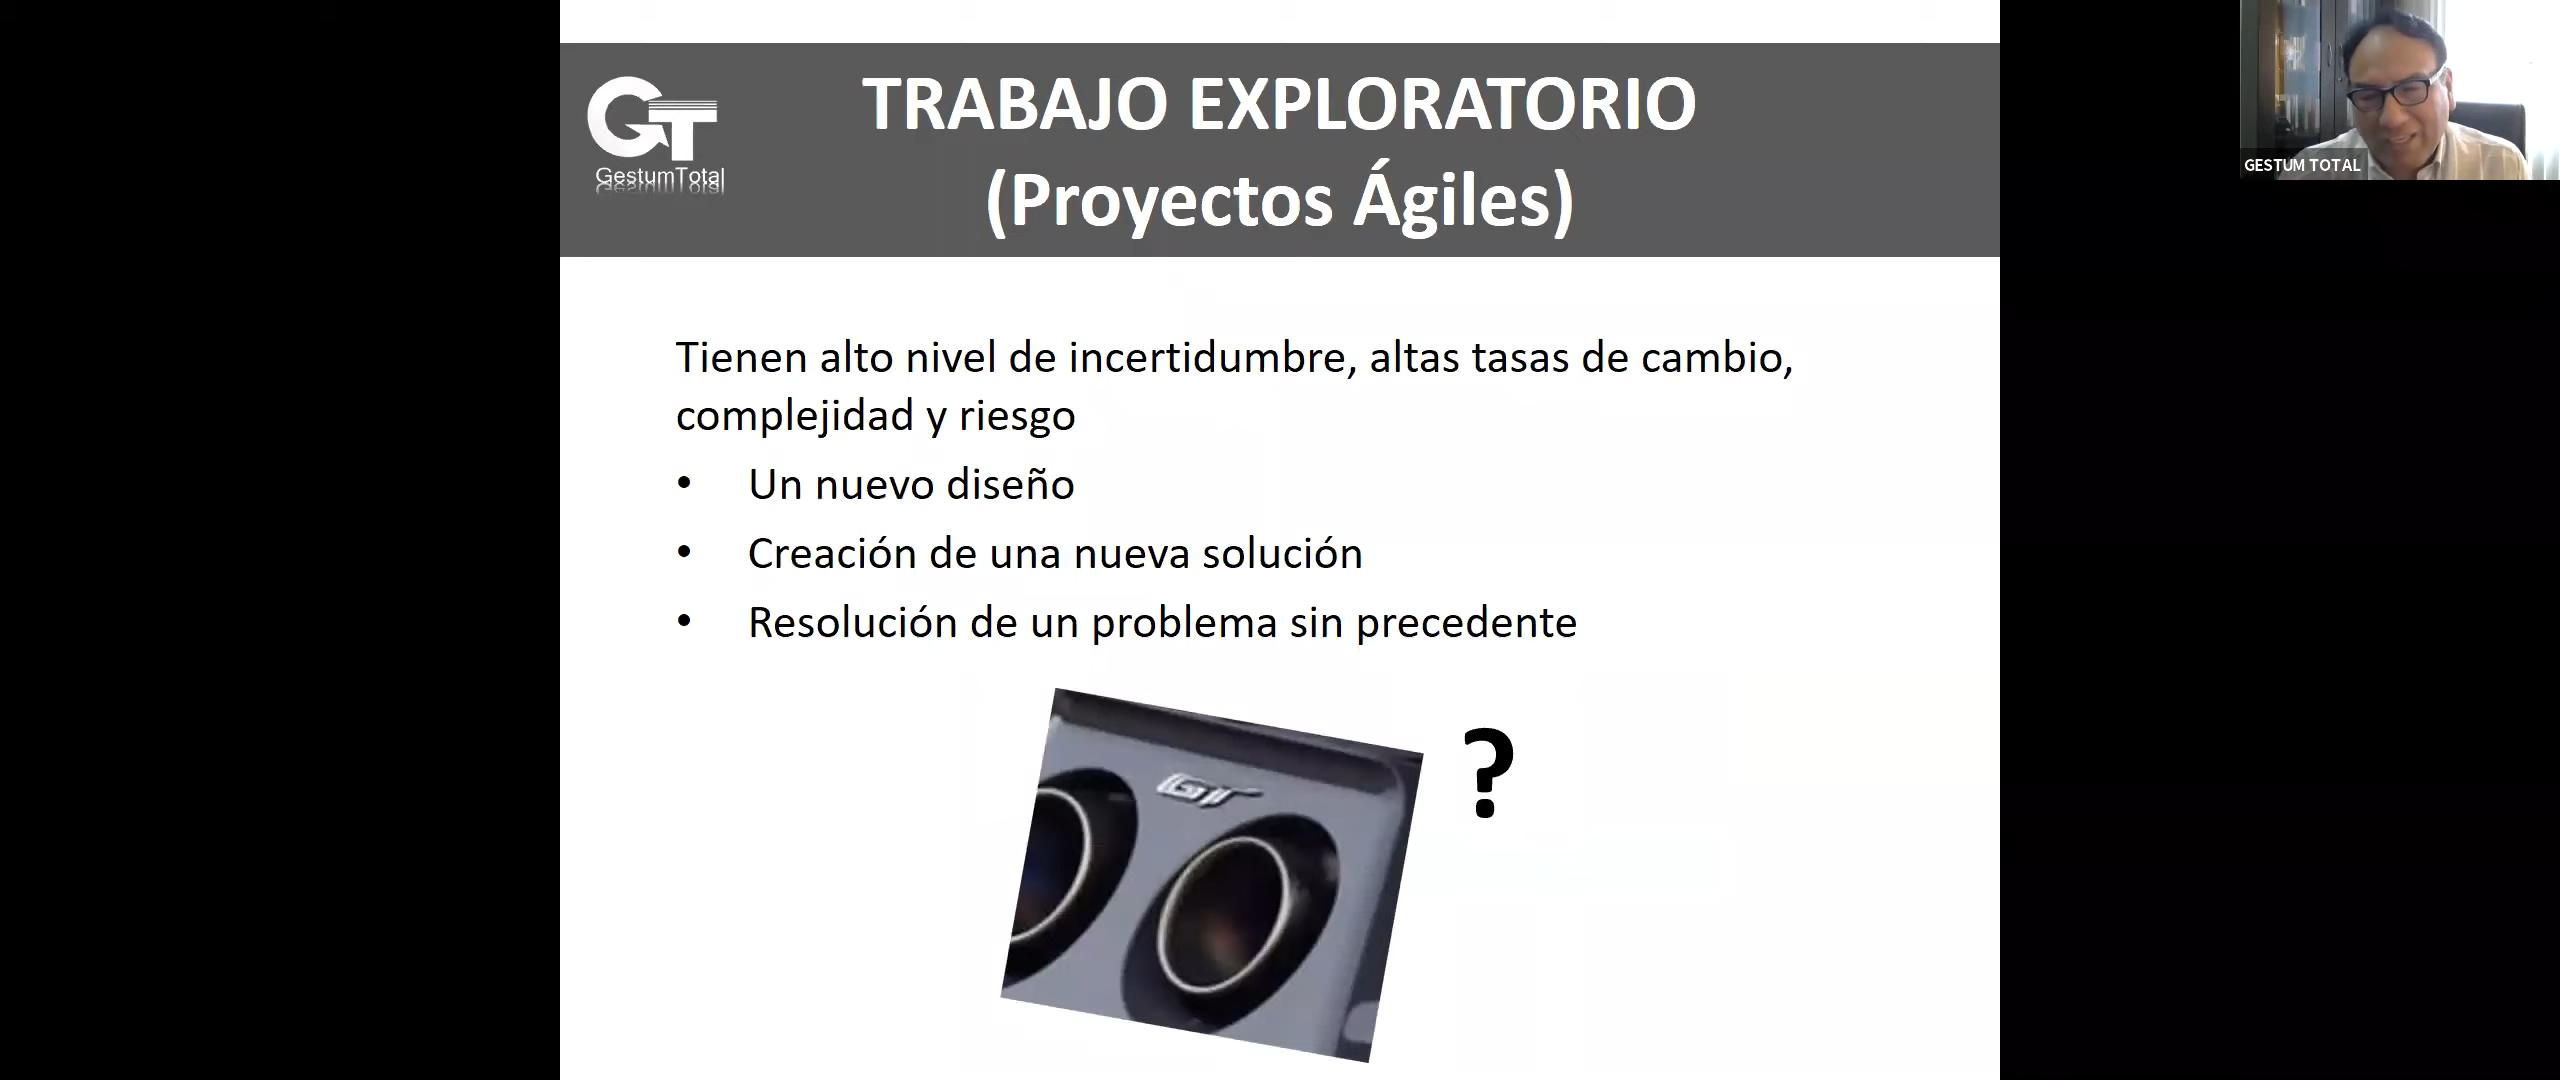 GT
GestumTotal
TRABAJO EXPLORATORIO
(Proyectos Ágiles)
GESTUM TOTAL
Tienen alto nivel de incertidumbre, altas tasas de cambio,
complejidad y riesgo
• Un nuevo diseño
• Creación de una nueva solución
• Resolución de un problema sin precedente
GT
?